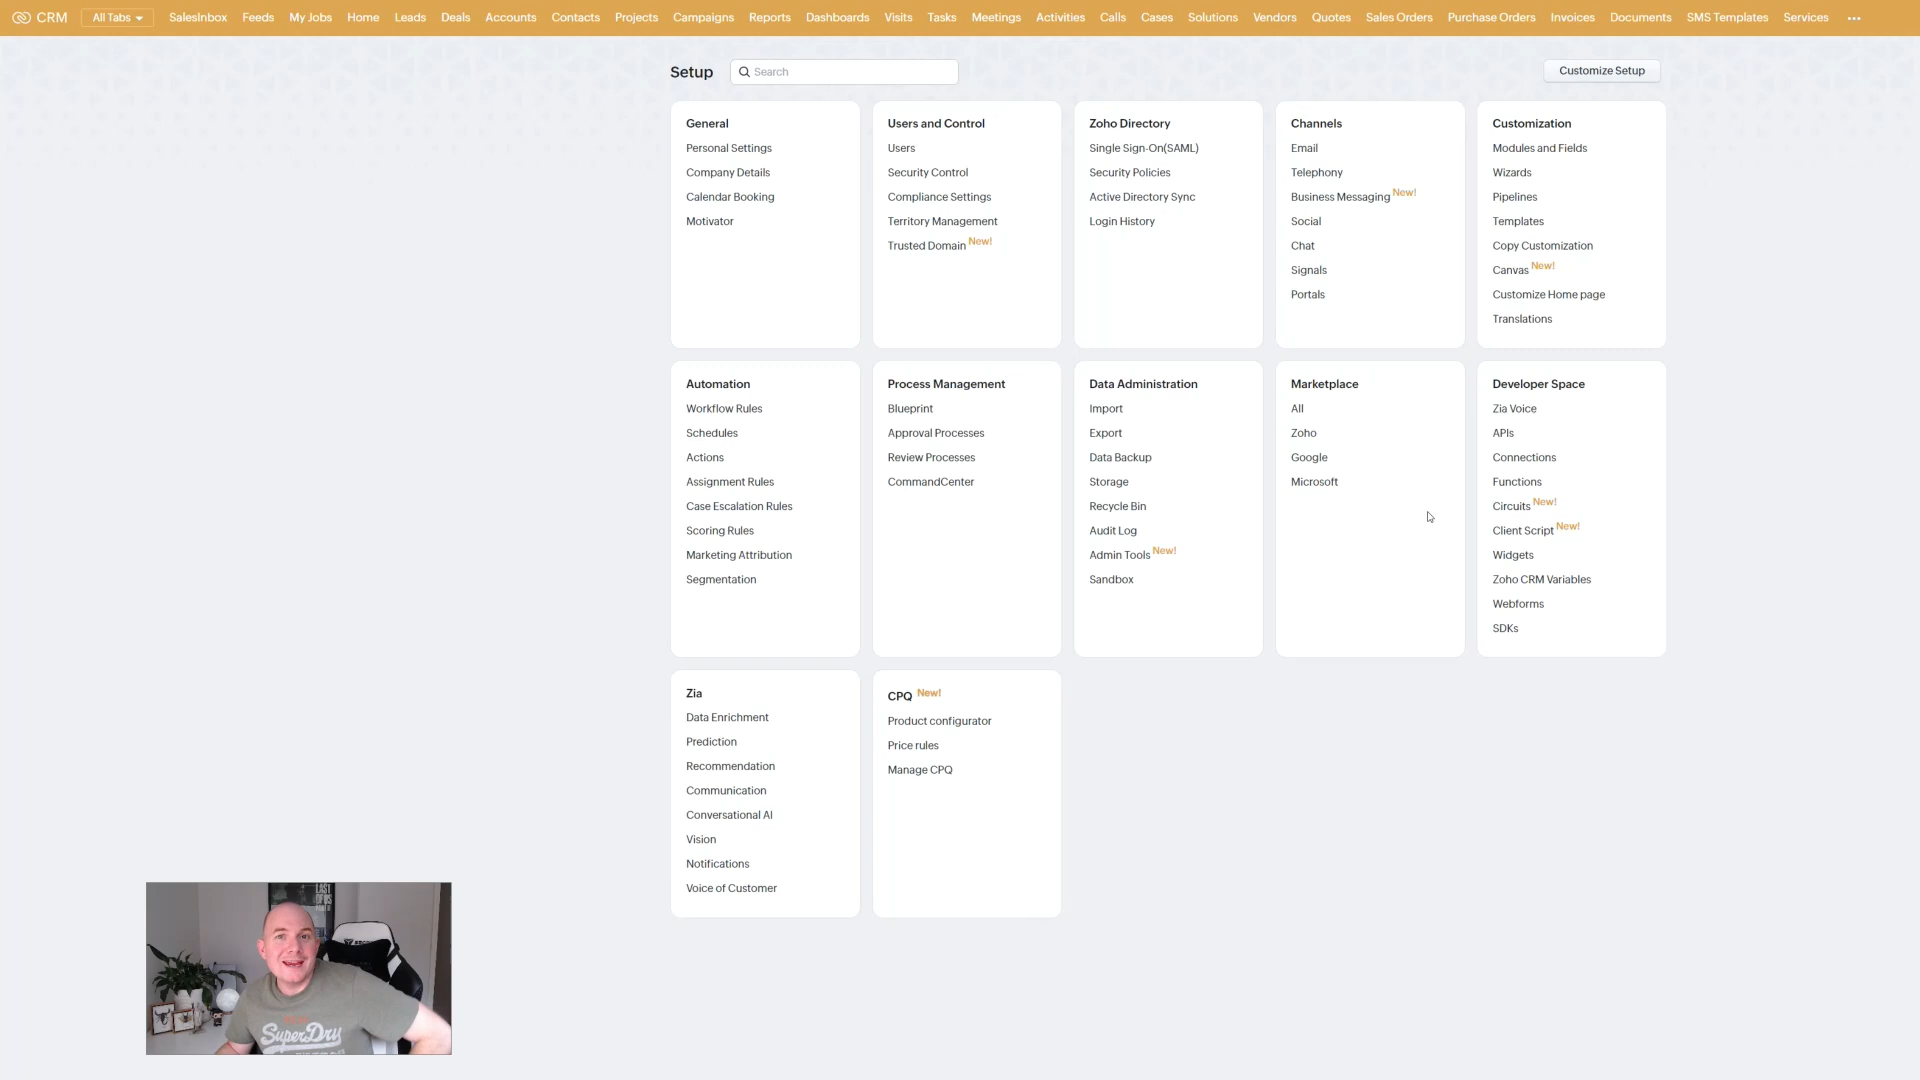 CRM All Tabs SalesInbox Feeds My Jobs Home Leads Deals Accounts Contacts Projects Campaigns Reports Dashboards Visits Tasks Meetings Activities Calls Cases Solutions Vendors Quotes Sales Orders Purchase Orders Invoices Documents SMS Templates Services
Setup Search Customize Setup
General
Personal Settings
Company Details
Calendar Booking
Motivator
Users and Control
Users
Security Control
Compliance Settings
Territory Management
Trusted Domain New!
Zoho Directory
Single Sign-On(SAML)
Security Policies
Active Directory Sync
Login History
Channels
Email
Telephony
Business Messaging New!
Social
Chat
Signals
Portals
Customization
Modules and Fields
Wizards
Pipelines
Templates
Copy Customization
Canvas New!
Customize Home page
Translations
Automation
Workflow Rules
Schedules
Actions
Assignment Rules
Case Escalation Rules
Scoring Rules
Marketing Attribution
Segmentation
Process Management
Blueprint
Approval Processes
Review Processes
CommandCenter
Data Administration
Import
Export
Data Backup
Storage
Recycle Bin
Audit Log
Admin Tools New!
Sandbox
Marketplace
All
Zoho
Google
Microsoft
Developer Space
Zia Voice
APIs
Connections
Functions
Circuits New!
Client Script New!
Widgets
Zoho CRM Variables
Webforms
SDKs
Zia
Data Enrichment
Prediction
Recommendation
Communication
Conversational AI
Vision
Notifications
Voice of Customer
CPQ New!
Product configurator
Price rules
Manage CPQ
LAST
OF US
SuperDry